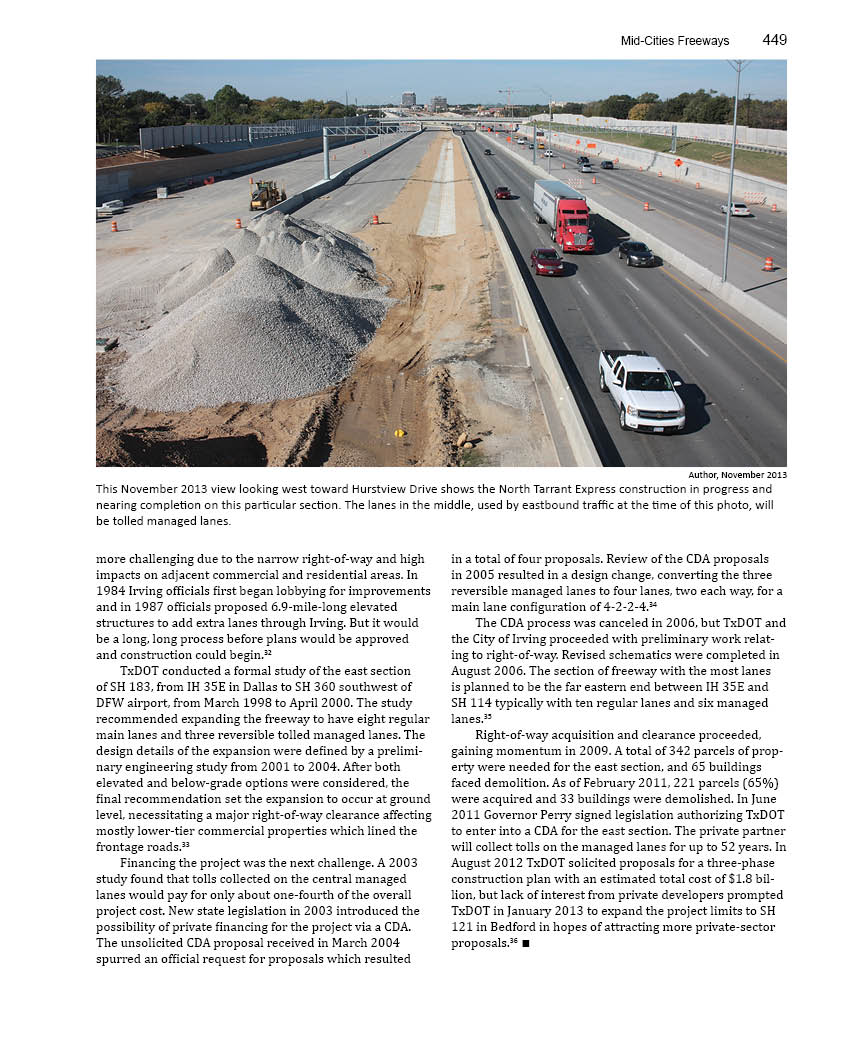 Mid-Cities Freeways 449
Author, November 2013
This November 2013 view looking west toward Hurstview Drive shows the North Tarrant Express construction in progress and
nearing completion on this particular section. The lanes in the middle, used by eastbound traffic at the time of this photo, will
be tolled managed lanes.
more challenging due to the narrow right-of-way and high
impacts on adjacent commercial and residential areas. In
1984 Irving officials first began lobbying for improvements
and in 1987 officials proposed 6.9-mile-long elevated
structures to add extra lanes through Irving. But it would
be a long, long process before plans would be approved
and construction could begin.³²
TxDOT conducted a formal study of the east section
of SH 183, from IH 35E in Dallas to SH 360 southwest of
DFW airport, from March 1998 to April 2000. The study
recommended expanding the freeway to have eight regular
main lanes and three reversible tolled managed lanes. The
design details of the expansion were defined by a prelimi-
nary engineering study from 2001 to 2004. After both
elevated and below-grade options were considered, the
final recommendation set the expansion to occur at ground
level, necessitating a major right-of-way clearance affecting
mostly lower-tier commercial properties which lined the
frontage roads.³³
Financing the project was the next challenge. A 2003
study found that tolls collected on the central managed
lanes would pay for only about one-fourth of the overall
project cost. New state legislation in 2003 introduced the
possibility of private financing for the project via a CDA.
The unsolicited CDA proposal received in March 2004
spurred an official request for proposals which resulted
in a total of four proposals. Review of the CDA proposals
in 2005 resulted in a design change, converting the three
reversible managed lanes to four lanes, two each way, for a
main lane configuration of 4-2-2-4.³⁴
The CDA process was canceled in 2006, but TxDOT and
the City of Irving proceeded with preliminary work relat-
ing to right-of-way. Revised schematics were completed in
August 2006. The section of freeway with the most lanes
is planned to be the far eastern end between IH 35E and
SH 114 typically with ten regular lanes and six managed
lanes.³⁵
Right-of-way acquisition and clearance proceeded,
gaining momentum in 2009. A total of 342 parcels of prop-
erty were needed for the east section, and 65 buildings
faced demolition. As of February 2011, 221 parcels (65%)
were acquired and 33 buildings were demolished. In June
2011 Governor Perry signed legislation authorizing TxDOT
to enter into a CDA for the east section. The private partner
will collect tolls on the managed lanes for up to 52 years. In
August 2012 TxDOT solicited proposals for a three-phase
construction plan with an estimated total cost of $1.8 bil-
lion, but lack of interest from private developers prompted
TxDOT in January 2013 to expand the project limits to SH
121 in Bedford in hopes of attracting more private-sector
proposals.³⁶ ■